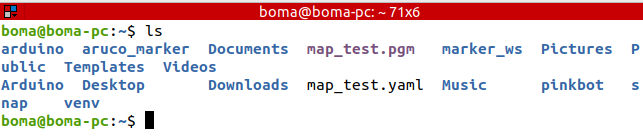 boma@boma-pc: ~ 71x6
boma@boma-pc:~$ ls
arduino  aruco_marker  Documents  map_test.pgm  marker_ws  Pictures  P
ublic  Templates  Videos
Arduino  Desktop       Downloads  map_test.yaml  Music      pinkbot   s
nap    venv
boma@boma-pc:~$